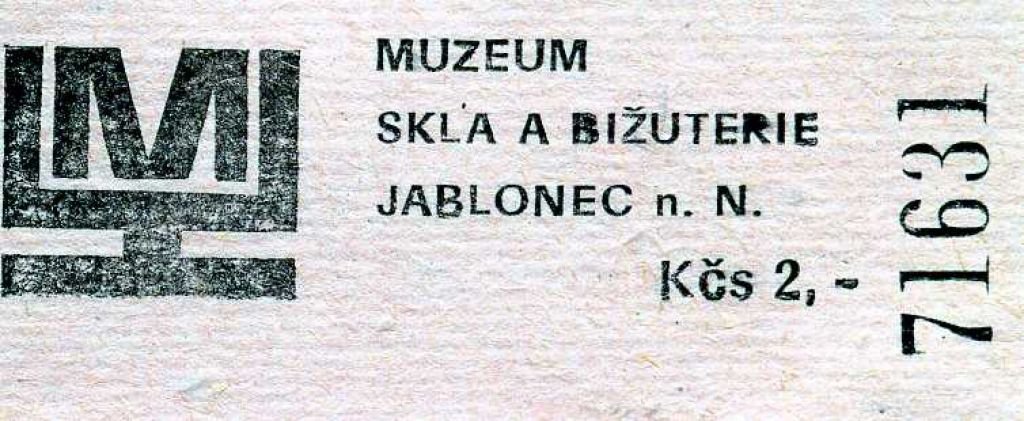 M
MUZEUM
SKLA A BIŽUTERIE
JABLONEC n. N.
Kčs 2,-
71631